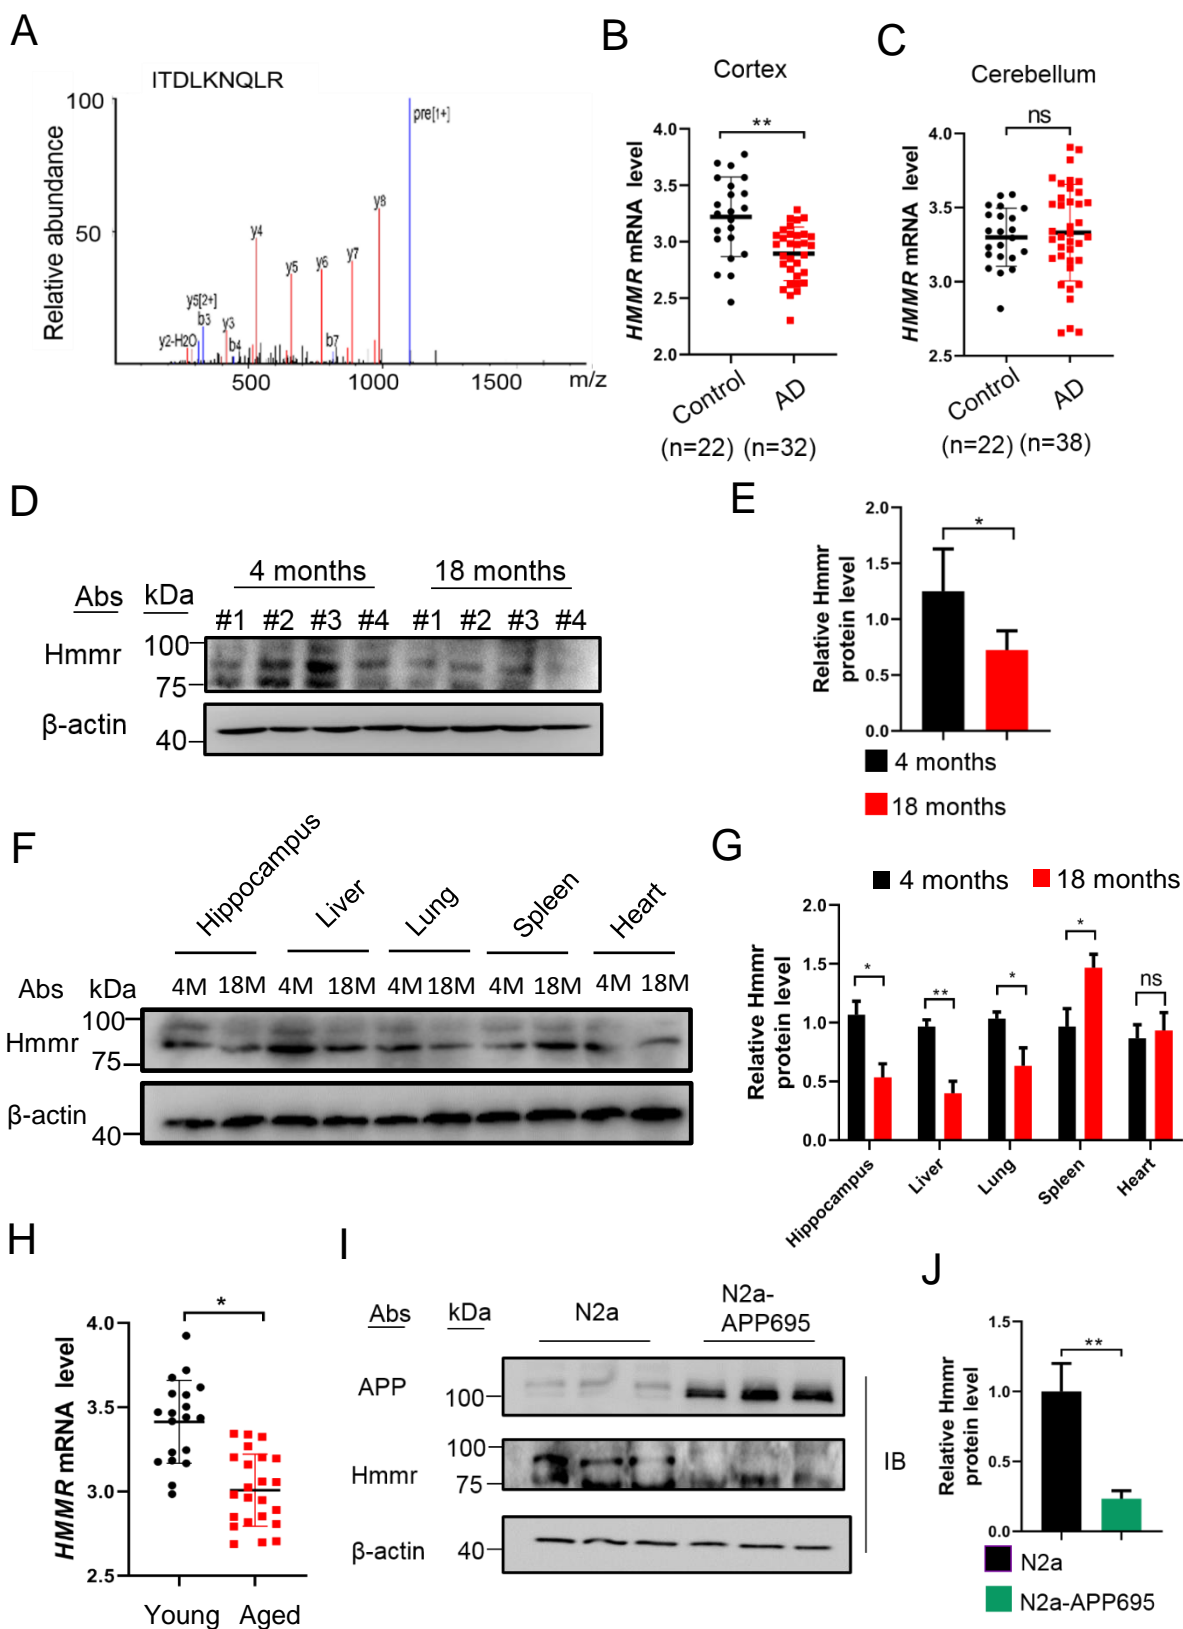 A
ITDLKNQLR
Relative abundance
100
50
pre[1+]
y8
y4
y7
y6
y5
y5[2+]
b3
y3
y2-H2O
b4
b7
500
1000
1500
m/z
B
Cortex
HMMR mRNA level
4.0
3.5
3.0
2.5
2.0
**
Control
AD
(n=22)
(n=32)
C
Cerebellum
HMMR mRNA level
4.0
3.5
3.0
2.5
ns
Control
AD
(n=22)
(n=38)
D
4 months
18 months
Abs
kDa
#1 #2 #3 #4 #1 #2 #3 #4
Hmmr
100
75
β-actin
40
E
Relative Hmmr
protein level
2.0
1.5
1.0
0.5
0.0
*
4 months
18 months
F
Hippocampus
Liver
Lung
Spleen
Heart
Abs
kDa
4M 18M 4M 18M 4M 18M 4M 18M 4M 18M
Hmmr
100
75
β-actin
40
G
4 months
18 months
Relative Hmmr
protein level
2.0
1.5
1.0
0.5
0.0
*
**
*
*
ns
Hippocampus
Liver
Lung
Spleen
Heart
H
HMMR mRNA level
4.0
3.5
3.0
2.5
*
Young
Aged
I
Abs
kDa
N2a
N2a-
APP695
APP
100
Hmmr
100
75
β-actin
40
IB
J
Relative Hmmr
protein level
1.5
1.0
0.5
0.0
**
N2a
N2a-APP695